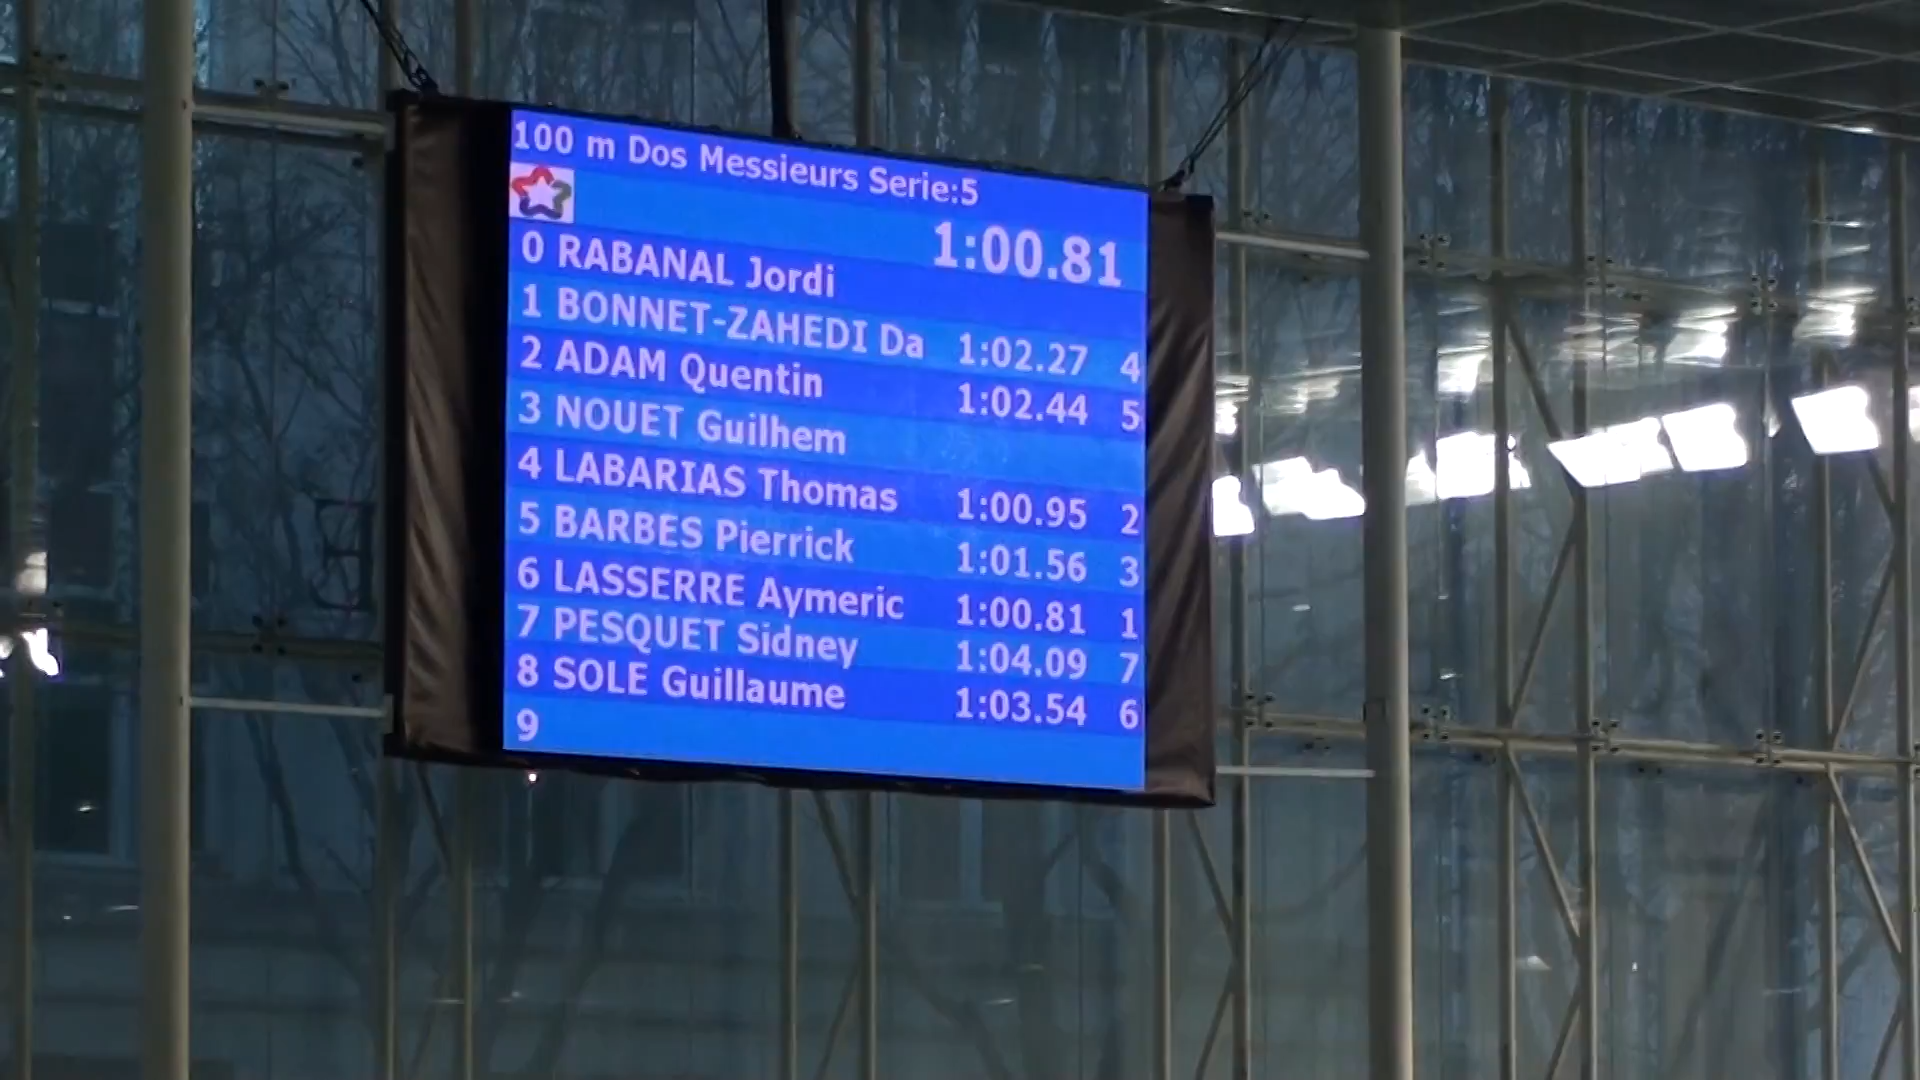 100 m Dos Messieurs Serie:5
1:00.81
0 RABANAL Jordi
1 BONNET-ZAHEDI Da 1:02.27 4
2 ADAM Quentin 1:02.44 5
3 NOUET Guilhem
4 LABARIAS Thomas 1:00.95 2
5 BARBES Pierrick 1:01.56 3
6 LASSERRE Aymeric 1:00.81 1
7 PESQUET Sidney 1:04.09 7
8 SOLE Guillaume 1:03.54 6
9